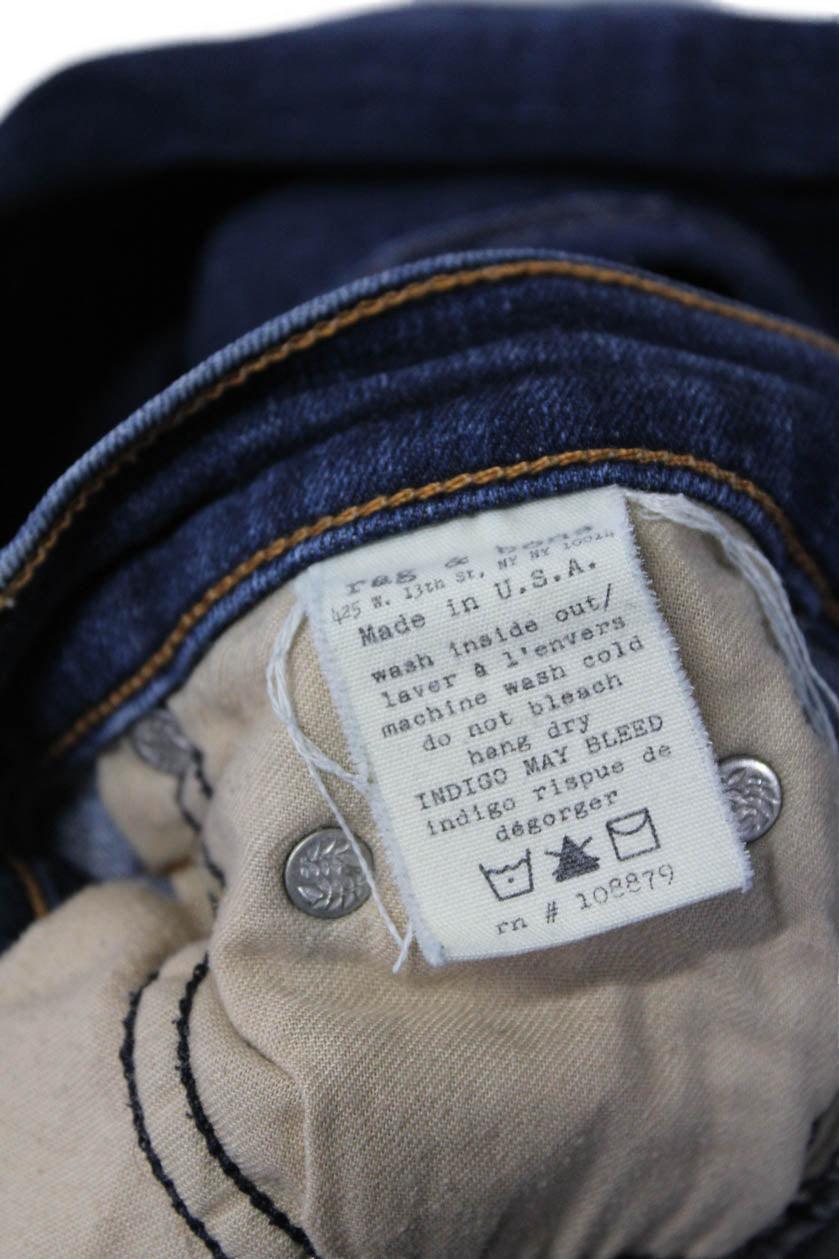 rag & bone
425 W. 13th St, NY NY 10014
Made in U.S.A.
wash inside out/
laver à l'envers
machine wash cold
do not bleach
hang dry
INDIGO MAY BLEED
indigo risque de
dégorger
rn # 108879